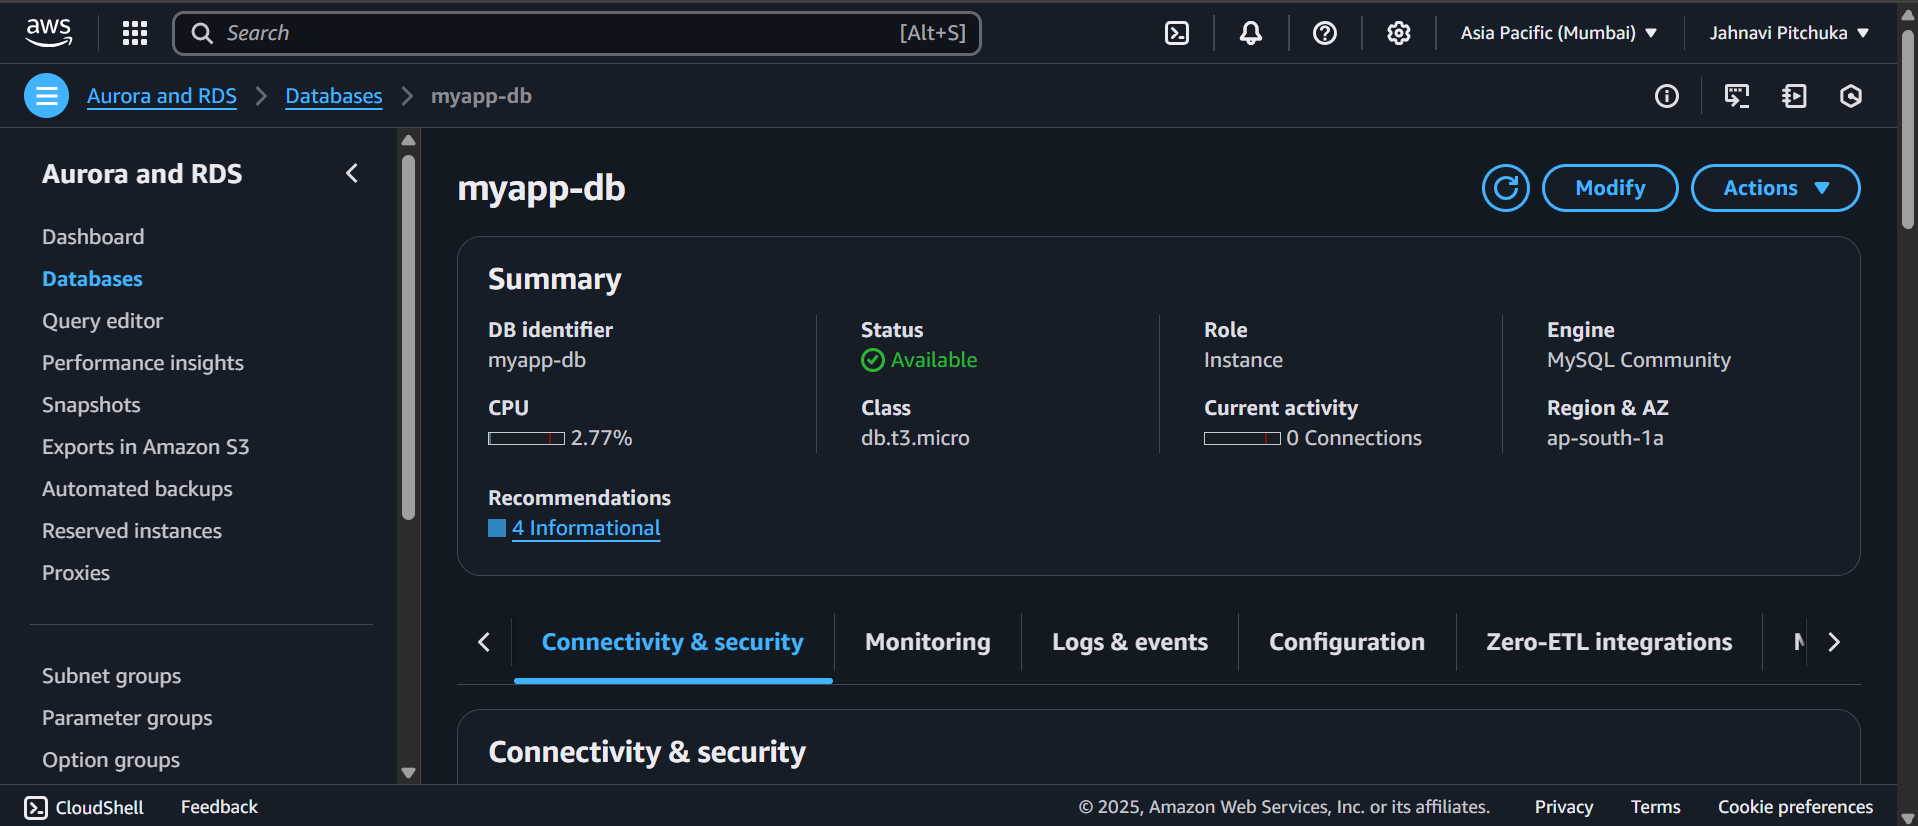 aws
Search [Alt+S]
Asia Pacific (Mumbai)
Jahnavi Pitchuka
Aurora and RDS
Databases
myapp-db
Aurora and RDS
Dashboard
Databases
Query editor
Performance insights
Snapshots
Exports in Amazon S3
Automated backups
Reserved instances
Proxies
Subnet groups
Parameter groups
Option groups
myapp-db
Modify
Actions
Summary
DB identifier
myapp-db
Status
Available
Role
Instance
Engine
MySQL Community
CPU
2.77%
Class
db.t3.micro
Current activity
0 Connections
Region & AZ
ap-south-1a
Recommendations
4 Informational
Connectivity & security
Monitoring
Logs & events
Configuration
Zero-ETL integrations
Connectivity & security
CloudShell
Feedback
© 2025, Amazon Web Services, Inc. or its affiliates.
Privacy
Terms
Cookie preferences